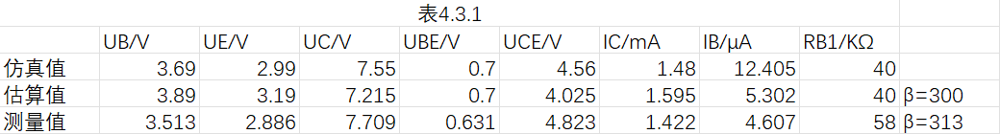 表4.3.1
UB/V UE/V UC/V UBE/V UCE/V IC/mA IB/μA RB1/KΩ
仿真值 3.69 2.99 7.55 0.7 4.56 1.48 12.405 40
估算值 3.89 3.19 7.215 0.7 4.025 1.595 5.302 40 β=300
测量值 3.513 2.886 7.709 0.631 4.823 1.422 4.607 58 β=313